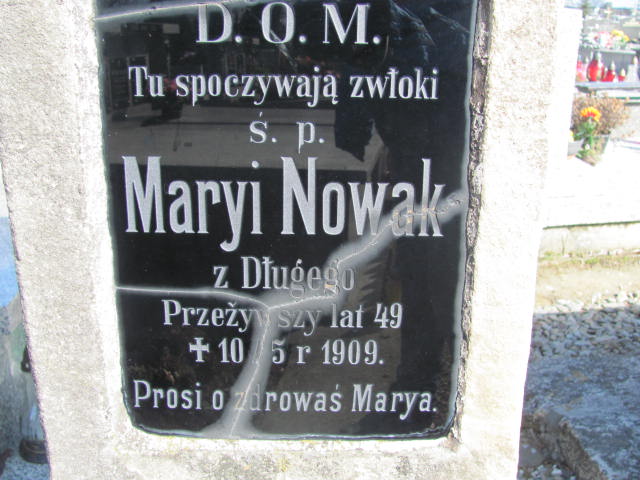 D. O. M.
Tu spoczywają zwłoki
ś. p.
Maryi Nowak
z Długego
Przeżywszy lat 49
✝ 10 5 r 1909.
Prosi o zdrowaś Marya.